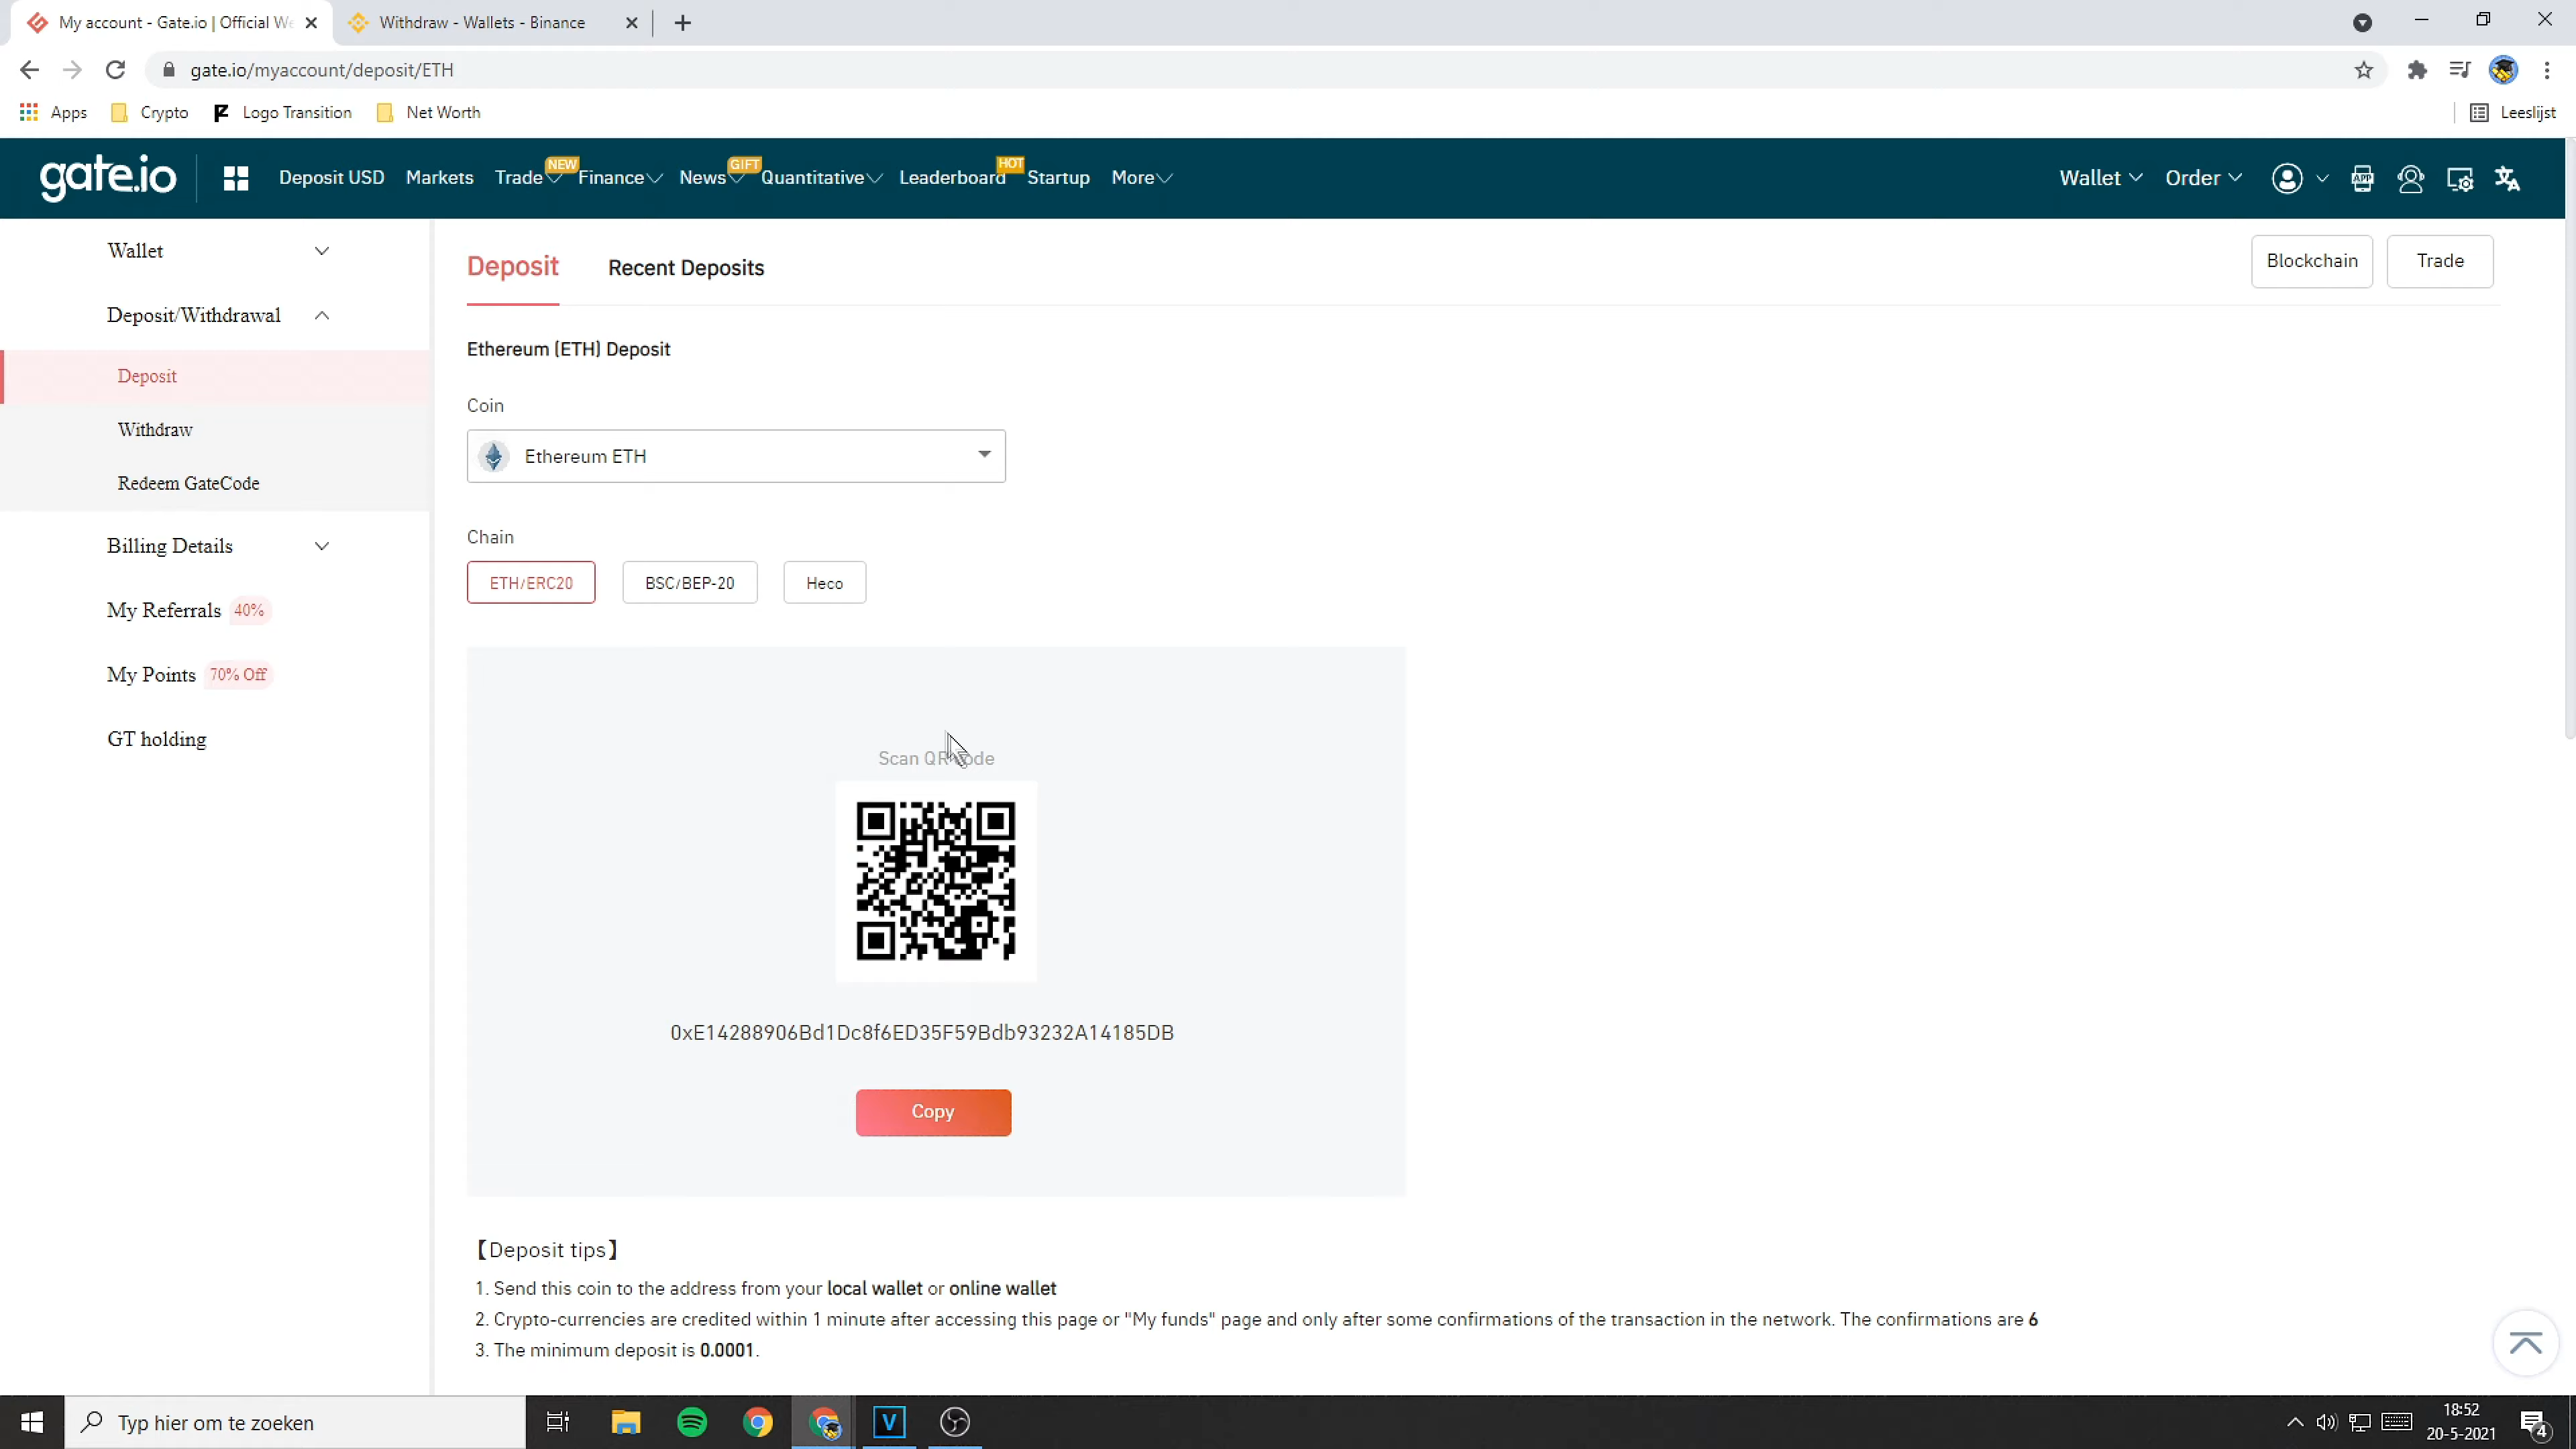 My account - Gate.io | Official We
Withdraw - Wallets - Binance
gate.io/myaccount/deposit/ETH
Apps
Crypto
Logo Transition
Net Worth
Leeslijst
gate.io
Deposit USD
Markets
Trade
NEW
Finance
News
GIFT
Quantitative
Leaderboard
HOT
Startup
More
Wallet
Order
APP
Wallet
Deposit/Withdrawal
Deposit
Withdraw
Redeem GateCode
Billing Details
My Referrals 40%
My Points 70% Off
GT holding
Deposit
Recent Deposits
Blockchain
Trade
Ethereum (ETH) Deposit
Coin
Ethereum ETH
Chain
ETH/ERC20
BSC/BEP-20
Heco
Scan QR code
0xE14288906Bd1Dc8f6ED35F59Bdb93232A14185DB
Copy
【Deposit tips】
1. Send this coin to the address from your local wallet or online wallet
2. Crypto-currencies are credited within 1 minute after accessing this page or "My funds" page and only after some confirmations of the transaction in the network. The confirmations are 6
3. The minimum deposit is 0.0001.
Typ hier om te zoeken
V
18:52
20-5-2021
4